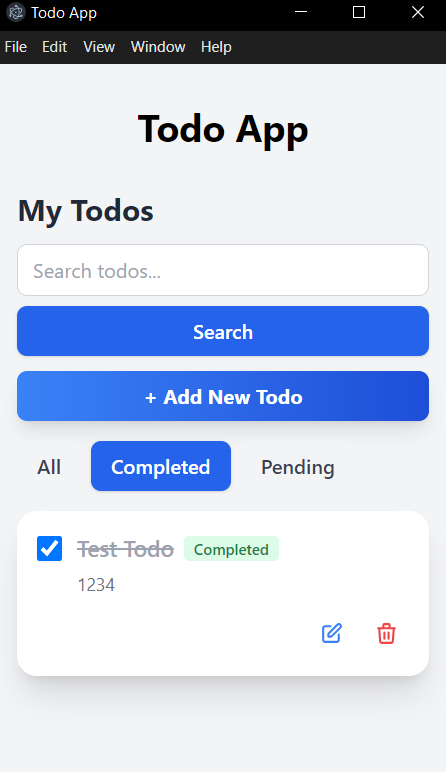 Todo App
File Edit View Window Help
Todo App
My Todos
Search todos...
Search
+ Add New Todo
All Completed Pending
Test Todo Completed
1234